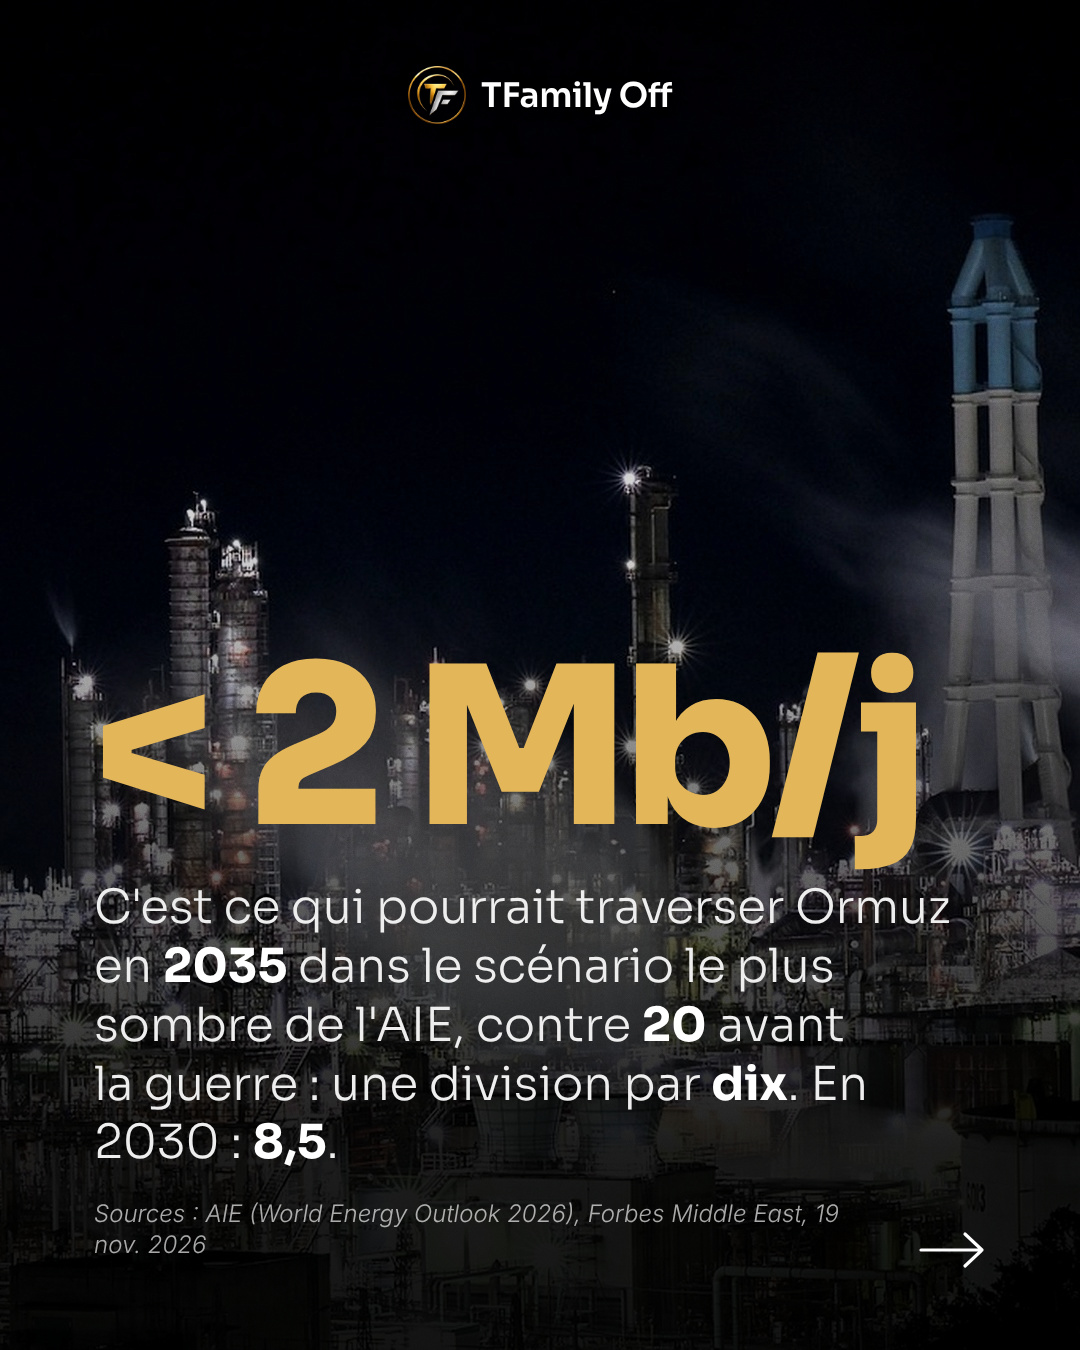 TFamily Off
<2 Mb/j
C'est ce qui pourrait traverser Ormuz
en 2035 dans le scénario le plus
sombre de l'AIE, contre 20 avant
la guerre : une division par dix. En
2030 : 8,5.
Sources : AIE (World Energy Outlook 2026), Forbes Middle East, 19
nov. 2026